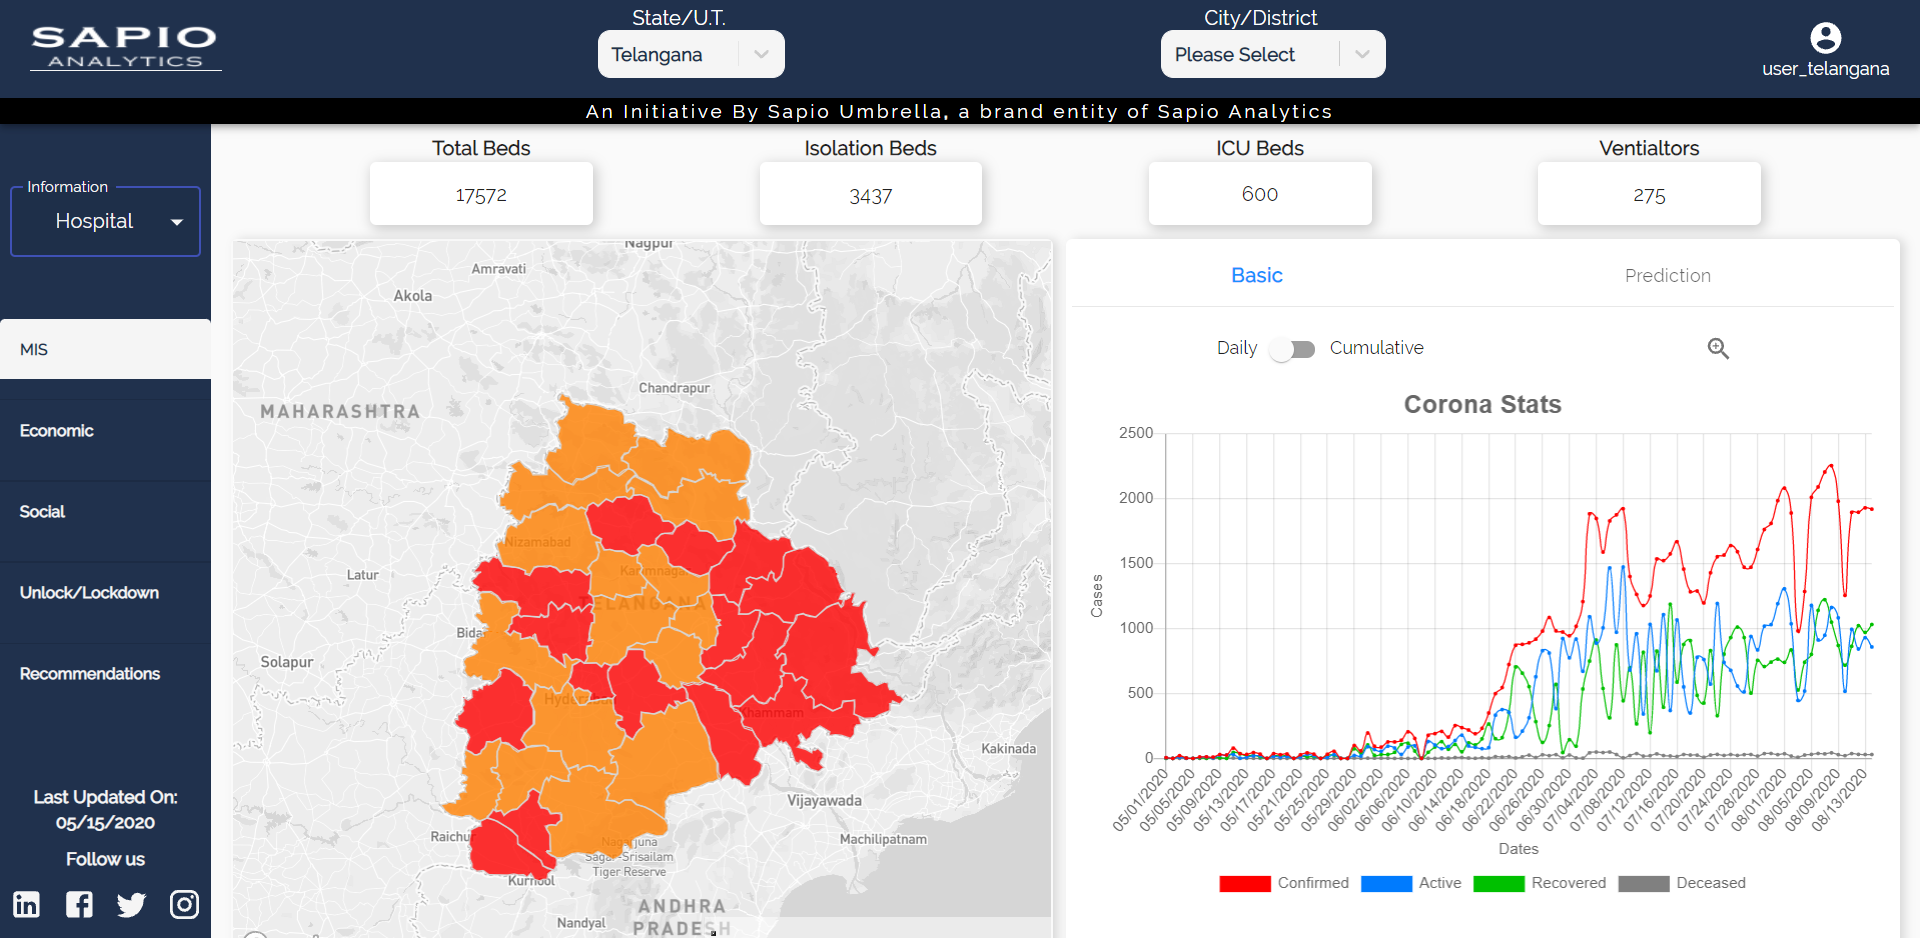 SAPIO
ANALYTICS
State/U.T.
Telangana
City/District
Please Select
user_telangana
An Initiative By Sapio Umbrella, a brand entity of Sapio Analytics
Information
Hospital
MIS
Economic
Social
Unlock/Lockdown
Recommendations
Last Updated On:
05/15/2020
Follow us
Total Beds
17572
Isolation Beds
3437
ICU Beds
600
Ventialtors
275
Nagpur
Amravati
Akola
Chandrapur
MAHARASHTRA
Nizamabad
Karimnagar
Latur
TELANGANA
Bida
Solapur
Hyderabad
Khammam
Kakinada
Vijayawada
Raichu
Machilipatnam
Nagarjuna
Sagar-Srisailam
Tiger Reserve
Kurnool
ANDHRA
PRADESH
Nandyal
Basic
Prediction
Daily
Cumulative
Corona Stats
Cases
2500
2000
1500
1000
500
0
05/01/2020
05/05/2020
05/09/2020
05/13/2020
05/17/2020
05/21/2020
05/25/2020
05/29/2020
06/02/2020
06/06/2020
06/10/2020
06/14/2020
06/18/2020
06/22/2020
06/26/2020
06/30/2020
07/04/2020
07/08/2020
07/12/2020
07/16/2020
07/20/2020
07/24/2020
07/28/2020
08/01/2020
08/05/2020
08/09/2020
08/13/2020
Dates
Confirmed
Active
Recovered
Deceased